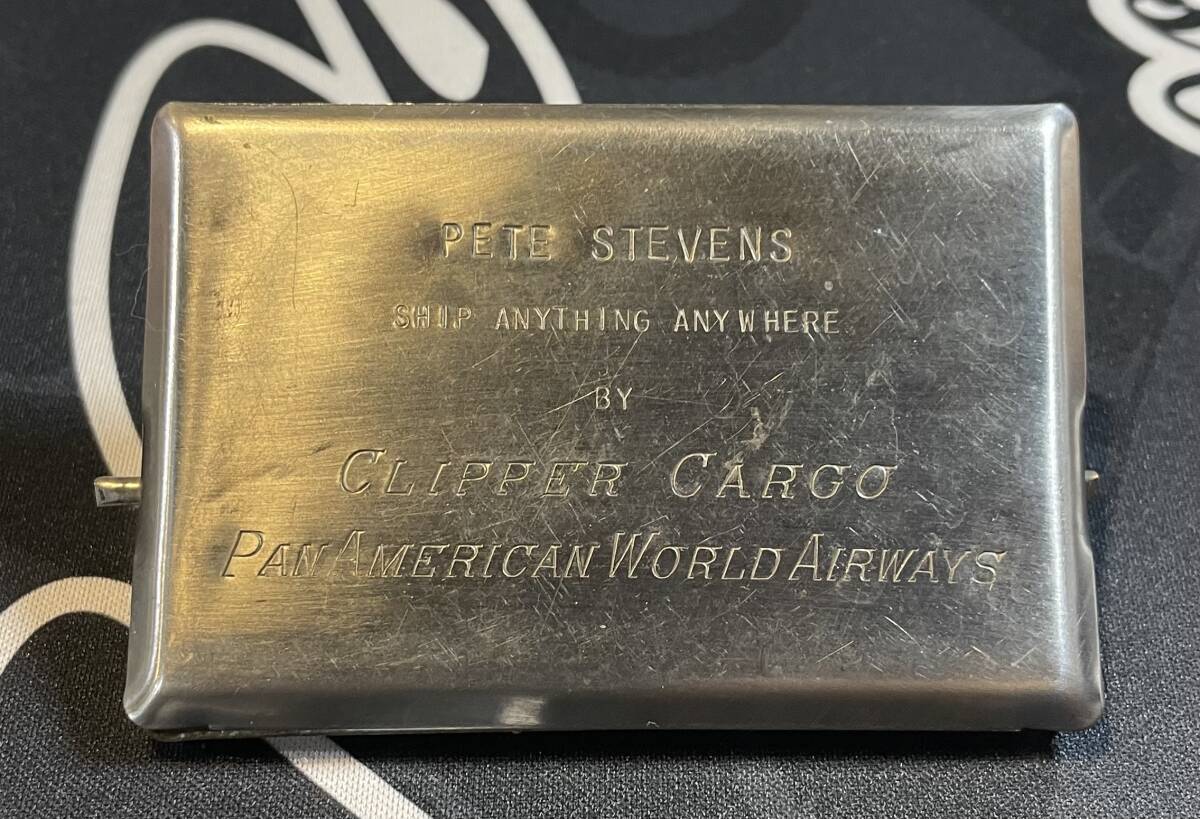 PETE STEVENS
SHIP ANYTHING ANYWHERE
BY
CLIPPER CARGO
PAN AMERICAN WORLD AIRWAYS